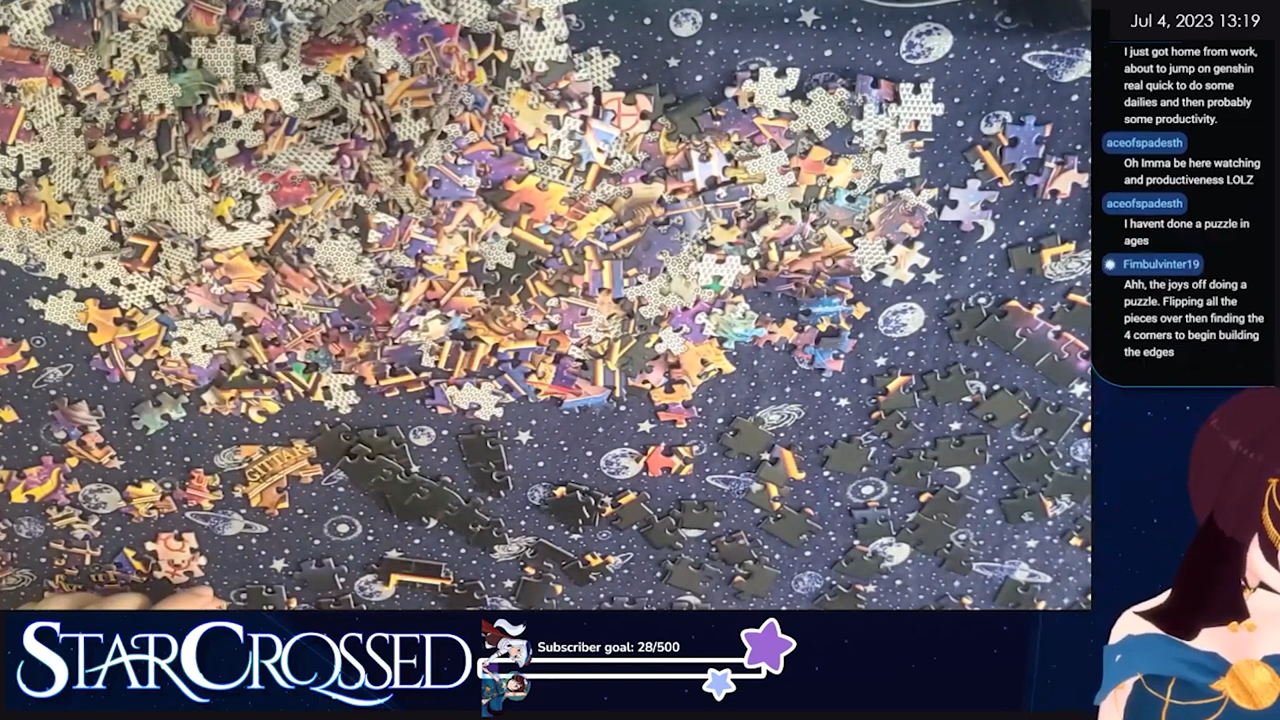 Jul 4, 2023 13:19
I just got home from work,
about to jump on genshin
real quick to do some
dailies and then probably
some productivity.
aceofspadesth
Oh Imma be here watching
and productiveness LOLZ
aceofspadesth
I havent done a puzzle in
ages
Fimbulvinter19
Ahh, the joys off doing a
puzzle. Flipping all the
pieces over then finding the
4 corners to begin building
the edges
STARCROSSED
Subscriber goal: 28/500